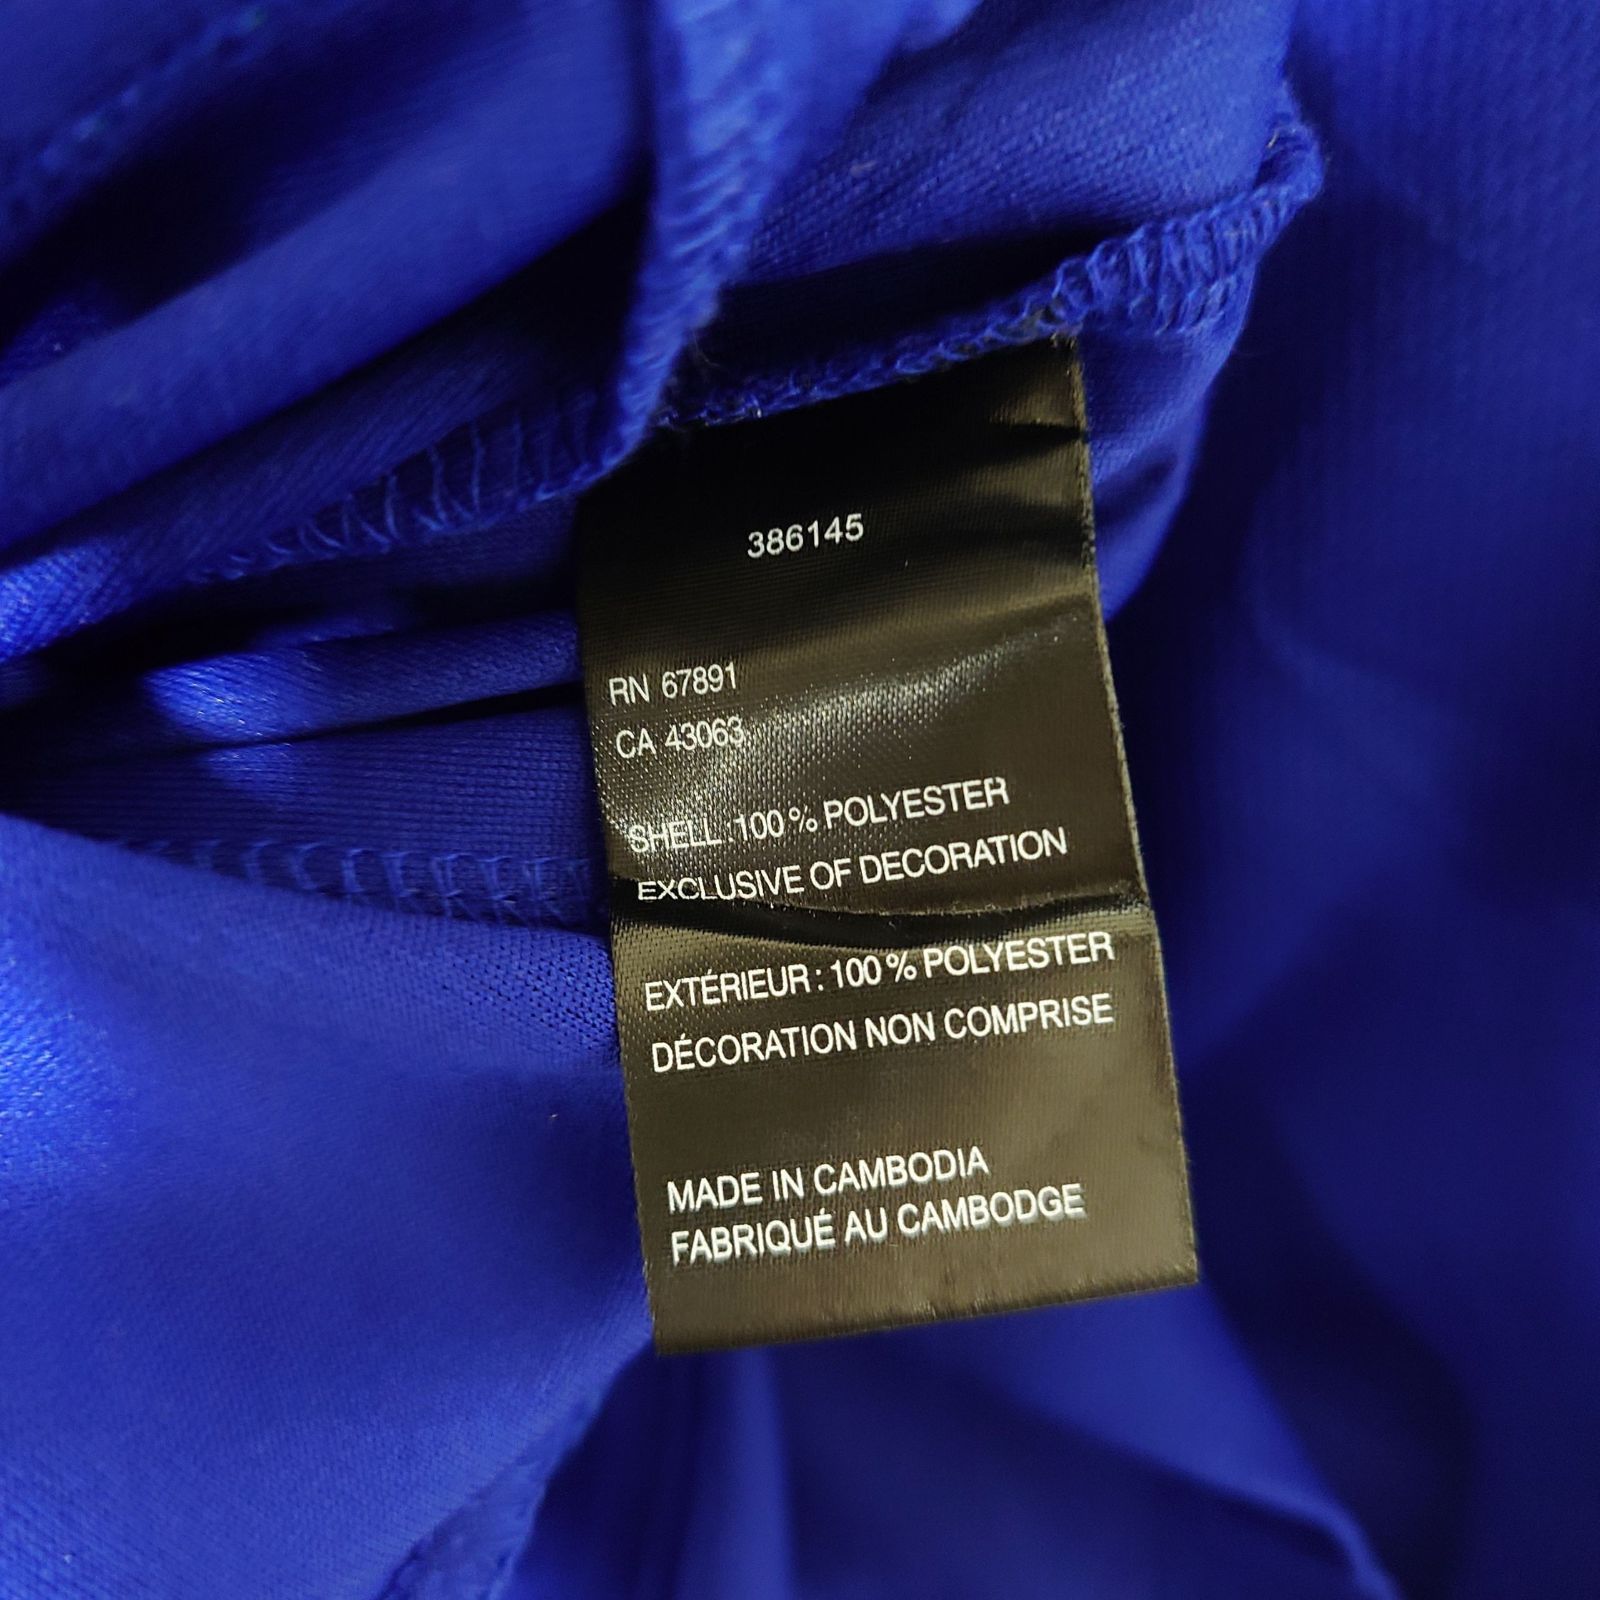 386145
RN 67891
CA 43063
SHELL: 100% POLYESTER
EXCLUSIVE OF DECORATION
EXTÉRIEUR : 100% POLYESTER
DÉCORATION NON COMPRISE
MADE IN CAMBODIA
FABRIQUÉ AU CAMBODGE